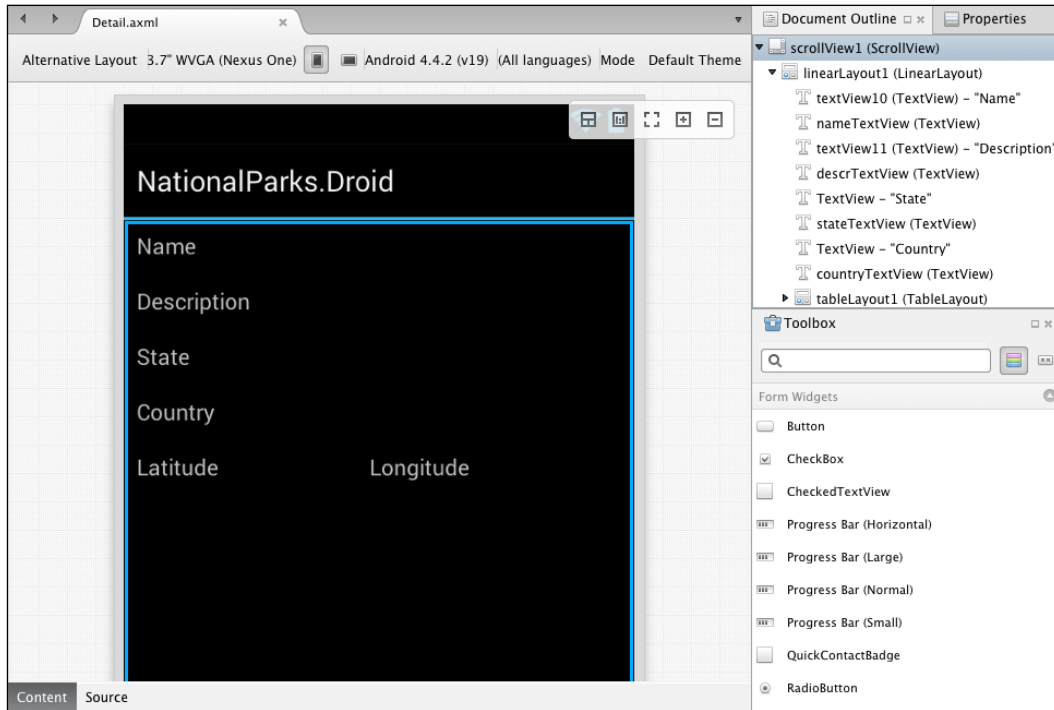 Detail.axml
Alternative Layout 3.7" WVGA (Nexus One) Android 4.4.2 (v19) (All languages) Mode Default Theme
NationalParks.Droid
Name
Description
State
Country
Latitude Longitude
Content Source
Document Outline Properties
scrollView1 (ScrollView)
linearLayout1 (LinearLayout)
textView10 (TextView) – "Name"
nameTextView (TextView)
textView11 (TextView) – "Description"
descrTextView (TextView)
TextView – "State"
stateTextView (TextView)
TextView – "Country"
countryTextView (TextView)
tableLayout1 (TableLayout)
Toolbox
Form Widgets
Button
CheckBox
CheckedTextView
Progress Bar (Horizontal)
Progress Bar (Large)
Progress Bar (Normal)
Progress Bar (Small)
QuickContactBadge
RadioButton